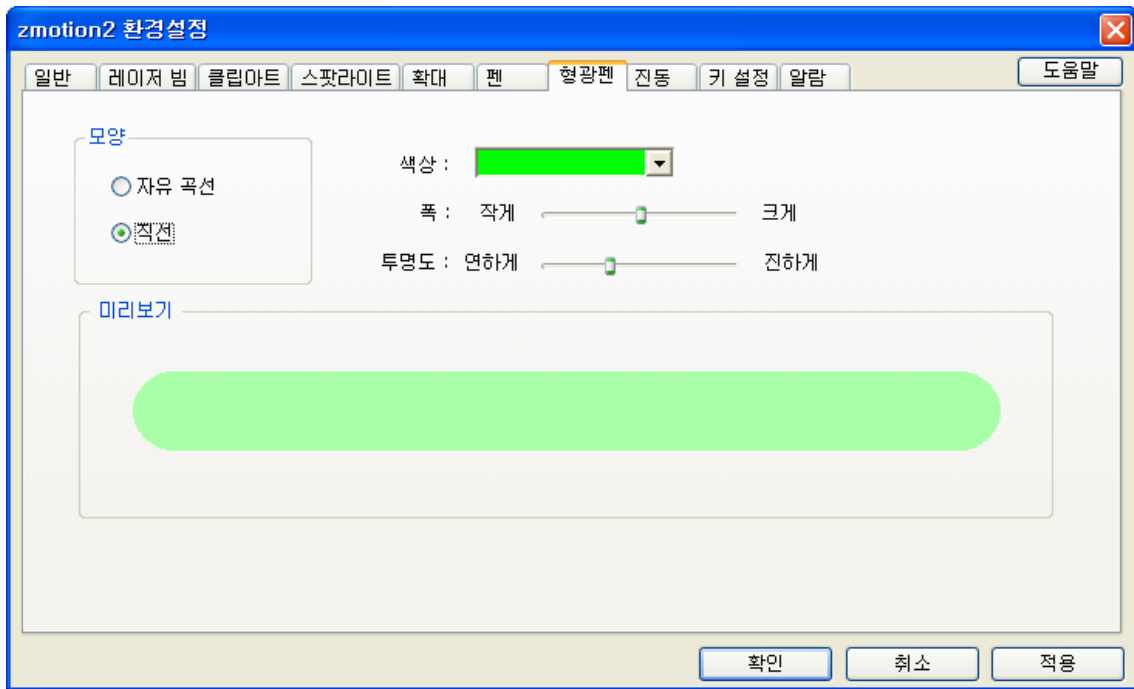 zmotion2 환경설정
일반 레이저 빔 클립아트 스팟라이트 확대 펜 형광펜 진동 키 설정 알람 도움말
모양
자유 곡선
직전
색상 :
폭 : 작게 크게
투명도 : 연하게 진하게
미리보기
확인 취소 적용